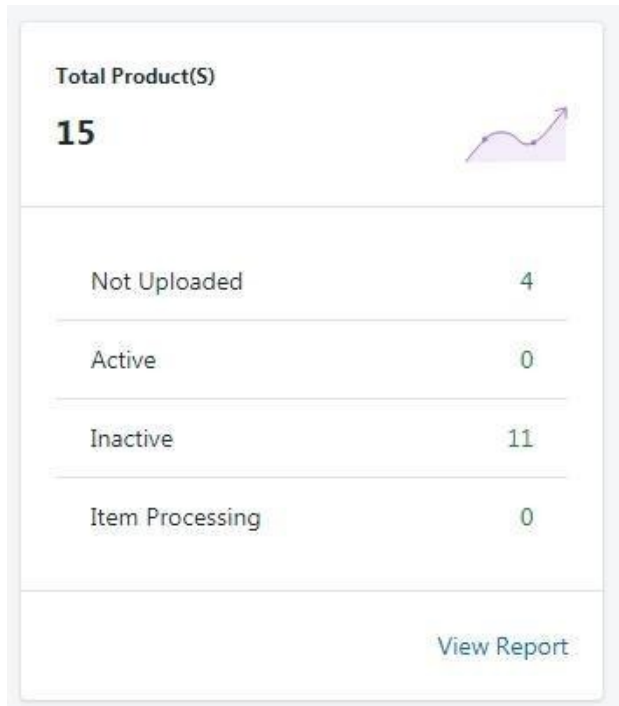 Total Product(S)
15
Not Uploaded 4
Active 0
Inactive 11
Item Processing 0
View Report